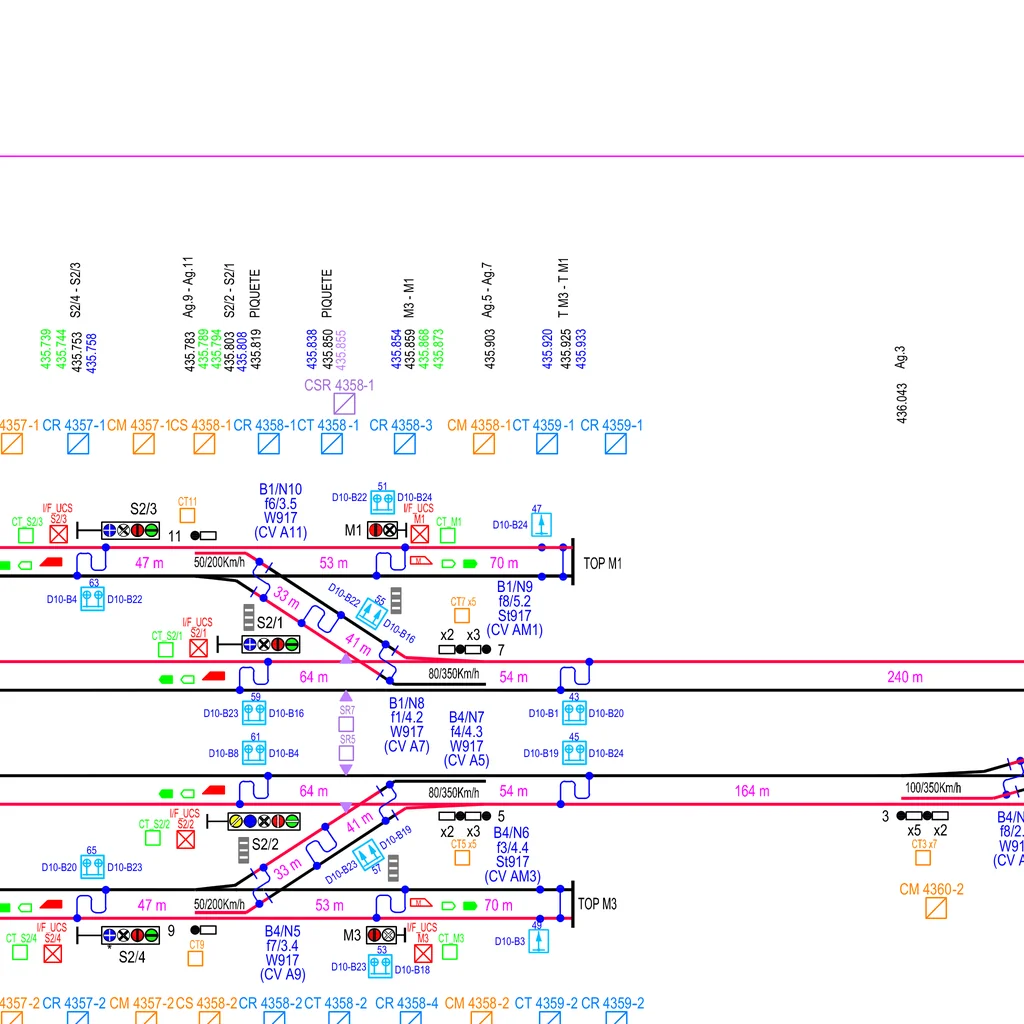 S2/4 - S2/3
Ag.9 - Ag.11
S2/2 - S2/1
PIQUETE
PIQUETE
M3 - M1
Ag.5 - Ag.7
T M3 - T M1
Ag.3
435.739
435.744
435.753
435.758
435.783
435.789
435.794
435.803
435.808
435.819
435.838
435.850
435.855
435.854
435.859
435.868
435.873
435.903
435.920
435.925
435.933
436.043
CSR 4358-1
4357-1 CR 4357-1 CM 4357-1 CS 4358-1 CR 4358-1 CT 4358-1 CR 4358-3 CM 4358-1 CT 4359-1 CR 4359-1
B1/N10
f6/3.5
W917
(CV A11)
51
D10-B22 D10-B24
I/F_UCS
S2/3
CT_S2/3
S2/3
CT11
11
M1
I/F_UCS
M1
CT_M1
47
D10-B24
47 m
50/200Km/h
53 m
70 m
TOP M1
63
D10-B4 D10-B22
33 m
D10-B22
55
D10-B16
41 m
B1/N9
f8/5.2
St917
(CV AM1)
CT7 x5
x2 x3
7
I/F_UCS
S2/1
CT_S2/1
S2/1
64 m
80/350Km/h
54 m
240 m
59
D10-B23 D10-B16
SR7
SR5
B1/N8
f1/4.2
W917
(CV A7)
B4/N7
f4/4.3
W917
(CV A5)
43
D10-B1 D10-B20
61
D10-B8 D10-B4
45
D10-B19 D10-B24
64 m
80/350Km/h
54 m
164 m
100/350Km/h
I/F_UCS
S2/2
CT_S2/2
S2/2
41 m
33 m
D10-B19
D10-B23
57
5
x2 x3
CT5 x5
B4/N6
f3/4.4
St917
(CV AM3)
3
x5 x2
CT3 x7
B4/N
f8/2.
W91
(CV A
CM 4360-2
65
D10-B20 D10-B23
47 m
50/200Km/h
53 m
70 m
TOP M3
I/F_UCS
S2/4
CT_S2/4
*
S2/4
9
CT9
B4/N5
f7/3.4
W917
(CV A9)
M3
I/F_UCS
M3
CT_M3
53
D10-B23 D10-B18
49
D10-B3
4357-2 CR 4357-2 CM 4357-2 CS 4358-2 CR 4358-2 CT 4358-2 CR 4358-4 CM 4358-2 CT 4359-2 CR 4359-2